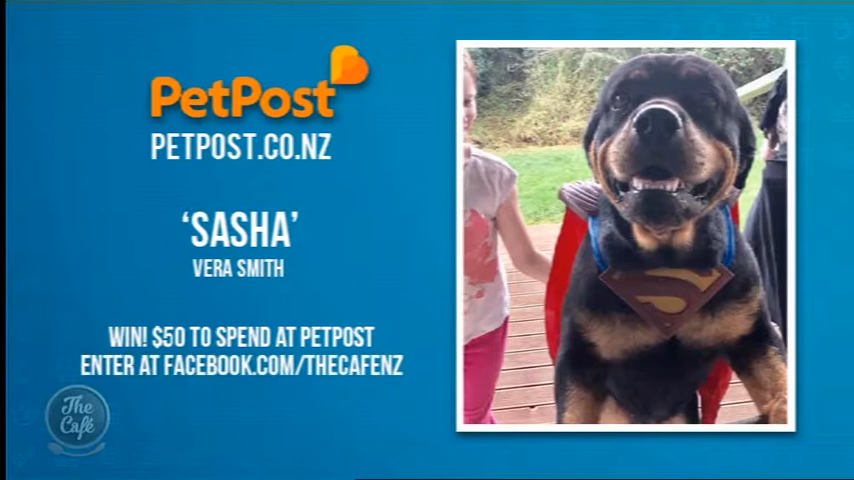 PetPost
PETPOST.CO.NZ
‘SASHA’
VERA SMITH
WIN! $50 TO SPEND AT PETPOST
ENTER AT FACEBOOK.COM/THECAFENZ
The
Café